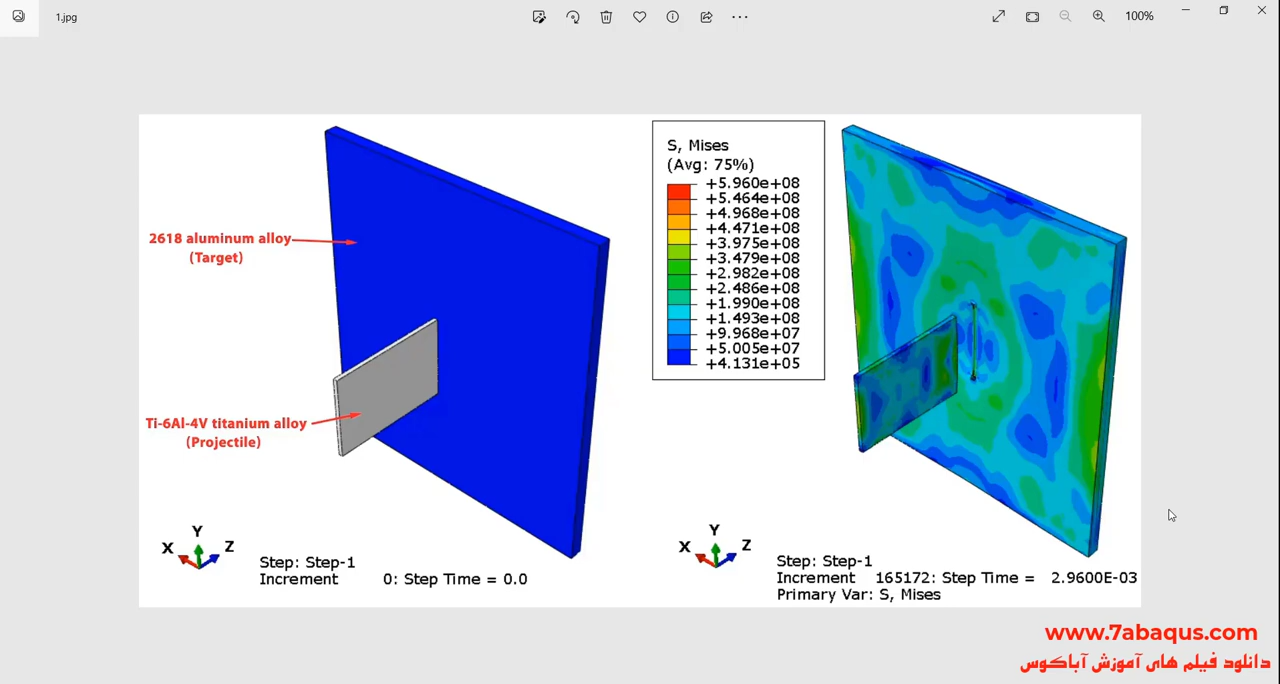 1.jpg
100%
2618 aluminum alloy
(Target)
Ti-6Al-4V titanium alloy
(Projectile)
Y
X
Z
Step: Step-1
Increment 0: Step Time = 0.0
S, Mises
(Avg: 75%)
+5.960e+08
+5.464e+08
+4.968e+08
+4.471e+08
+3.975e+08
+3.479e+08
+2.982e+08
+2.486e+08
+1.990e+08
+1.493e+08
+9.968e+07
+5.005e+07
+4.131e+05
Y
X
Z
Step: Step-1
Increment 165172: Step Time = 2.9600E-03
Primary Var: S, Mises
www.7abaqus.com
دانلود فیلم های آموزش آباکوس